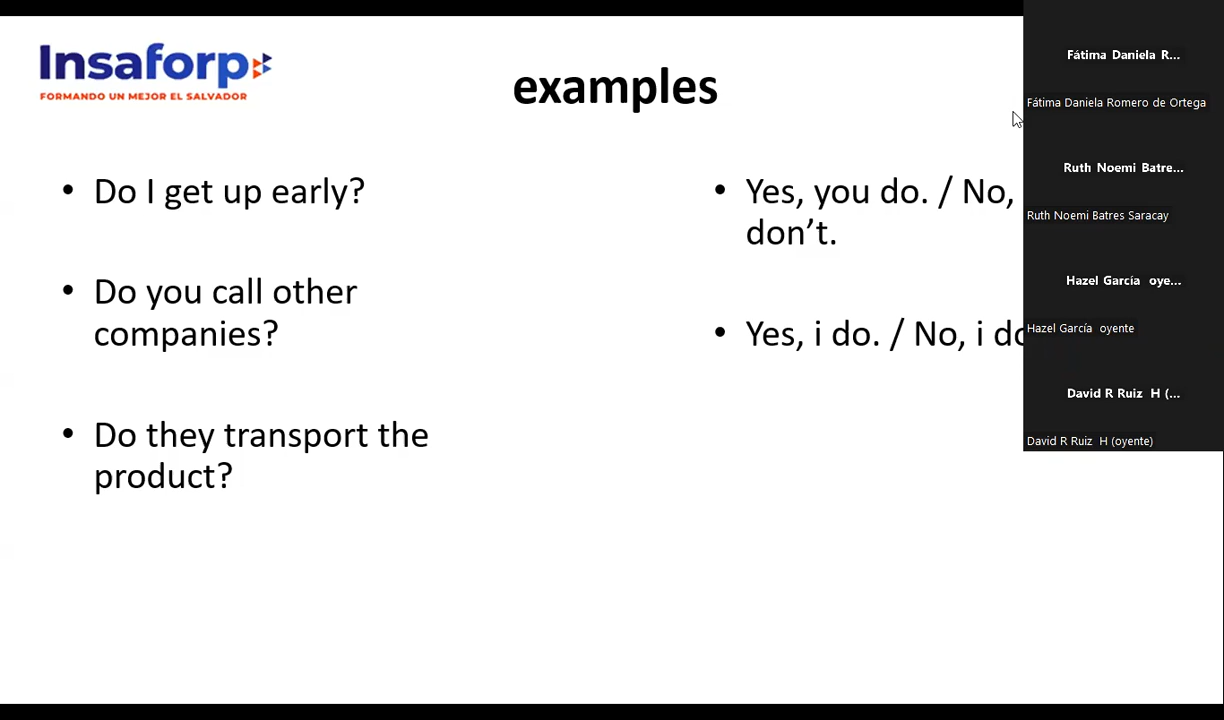 Insaforp
FORMANDO UN MEJOR EL SALVADOR
examples
• Do I get up early?
• Do you call other
companies?
• Do they transport the
product?
• Yes, you do. / No,
don’t.
• Yes, i do. / No, i
Fátima Daniela R...
Fátima Daniela Romero de Ortega
Ruth Noemi Batre...
Ruth Noemi Batres Saracay
Hazel García oye...
Hazel García oyente
David R Ruiz H (...
David R Ruiz H (oyente)